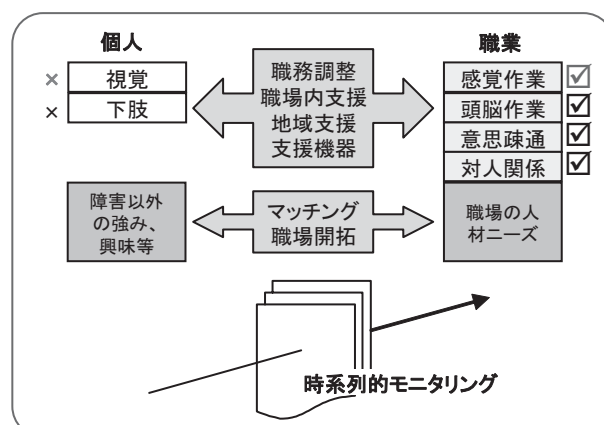 個人
職業
× 視覚
× 下肢
職務調整
職場内支援
地域支援
支援機器
感覚作業 ☑
頭脳作業 ☑
意思疎通 ☑
対人関係 ☑
障害以外
の強み、
興味等
マッチング
職場開拓
職場の人
材ニーズ
時系列的モニタリング